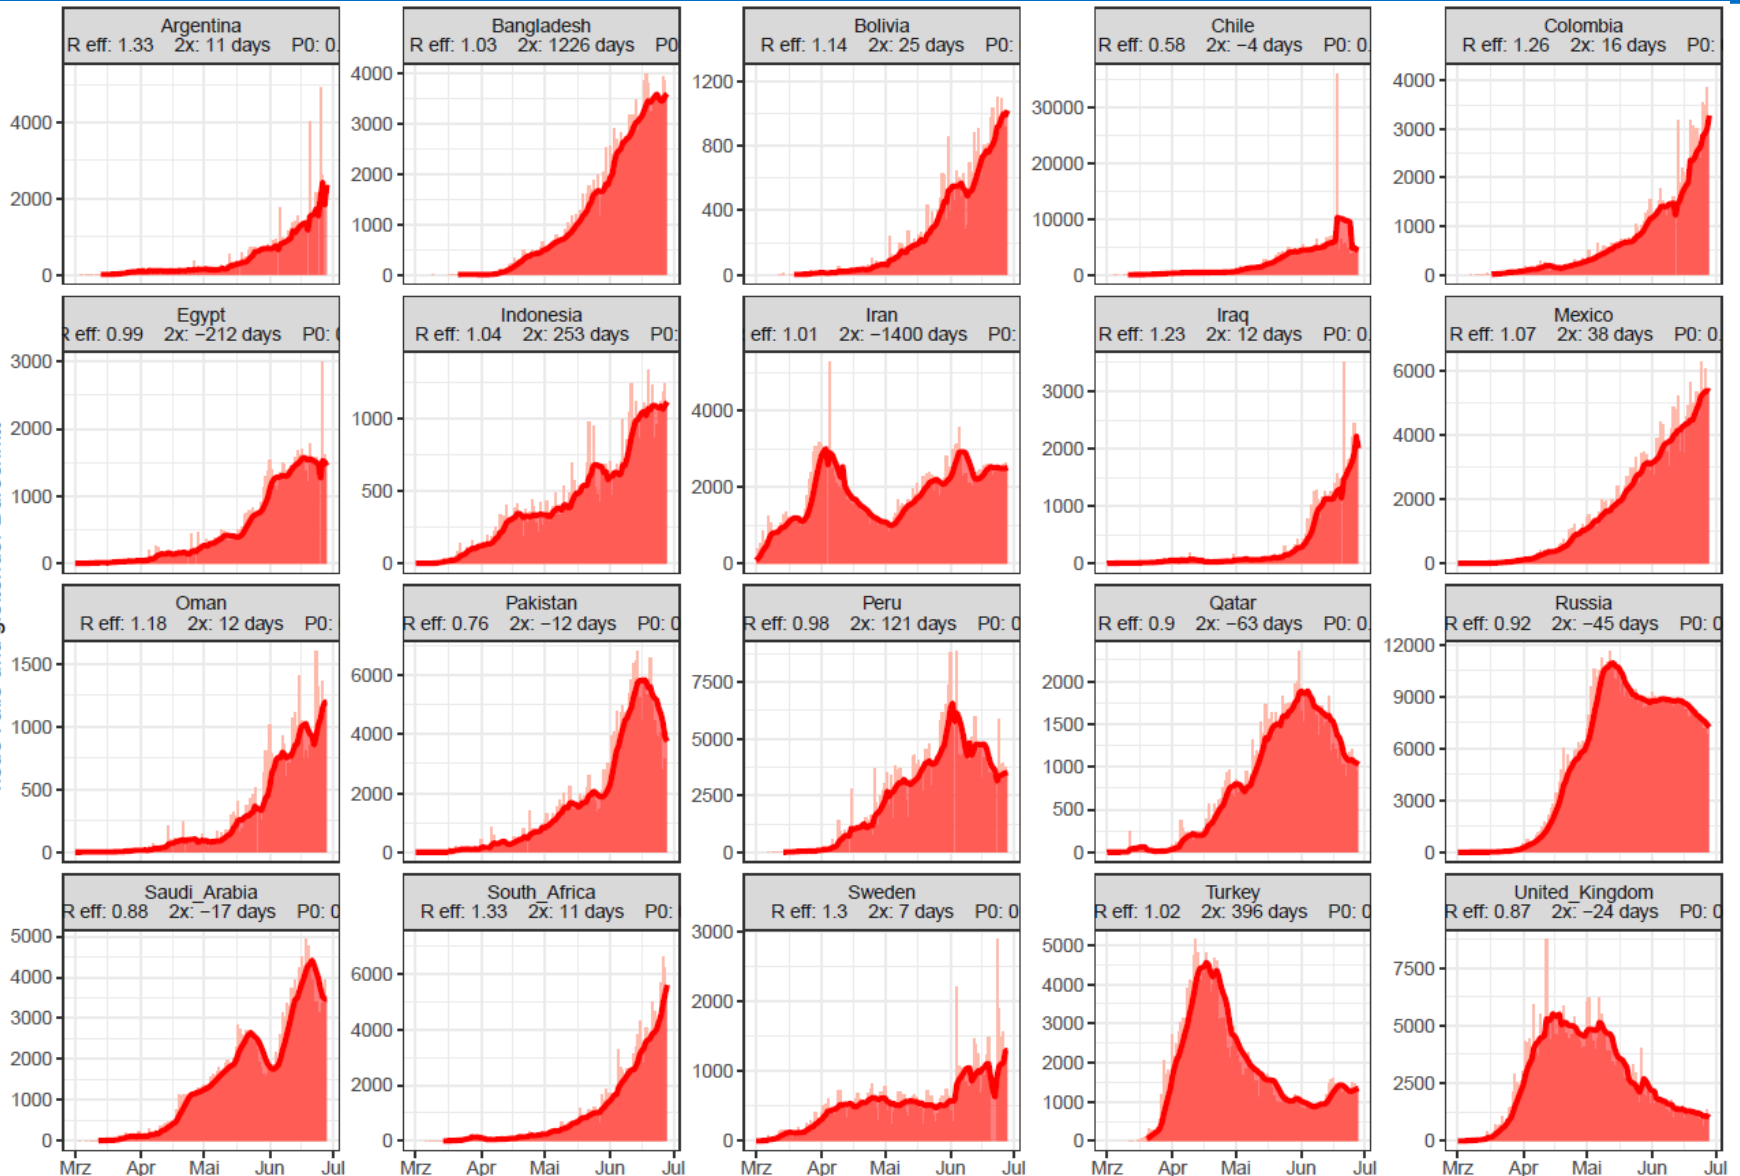 Argentina
R eff: 1.33 2x: 11 days P0: 0.
4000
2000
0
Bangladesh
R eff: 1.03 2x: 1226 days P0
4000
3000
2000
1000
0
Bolivia
R eff: 1.14 2x: 25 days P0:
1200
800
400
0
Chile
R eff: 0.58 2x: −4 days P0: 0.
30000
20000
10000
0
Colombia
R eff: 1.26 2x: 16 days P0:
4000
3000
2000
1000
0
Egypt
R eff: 0.99 2x: −212 days P0:
3000
2000
1000
0
Indonesia
R eff: 1.04 2x: 253 days P0:
1000
500
0
Iran
eff: 1.01 2x: −1400 days P0:
4000
2000
0
Iraq
R eff: 1.23 2x: 12 days P0: 0.
3000
2000
1000
0
Mexico
R eff: 1.07 2x: 38 days P0: 0.
6000
4000
2000
0
Oman
R eff: 1.18 2x: 12 days P0:
1500
1000
500
0
Pakistan
R eff: 0.76 2x: −12 days P0: 0
6000
4000
2000
0
Peru
R eff: 0.98 2x: 121 days P0: 0
7500
5000
2500
0
Qatar
R eff: 0.9 2x: −63 days P0: 0.
2000
1500
1000
500
0
Russia
R eff: 0.92 2x: −45 days P0: 0
12000
9000
6000
3000
0
Saudi_Arabia
R eff: 0.88 2x: −17 days P0: 0
5000
4000
3000
2000
1000
0
Mrz Apr Mai Jun Jul
South_Africa
R eff: 1.33 2x: 11 days P0:
6000
4000
2000
0
Mrz Apr Mai Jun Jul
Sweden
R eff: 1.3 2x: 7 days P0: 0
3000
2000
1000
0
Mrz Apr Mai Jun Jul
Turkey
R eff: 1.02 2x: 396 days P0: 0
5000
4000
3000
2000
1000
0
Mrz Apr Mai Jun Jul
United_Kingdom
R eff: 0.87 2x: −24 days P0: 0
7500
5000
2500
0
Mrz Apr Mai Jun Jul